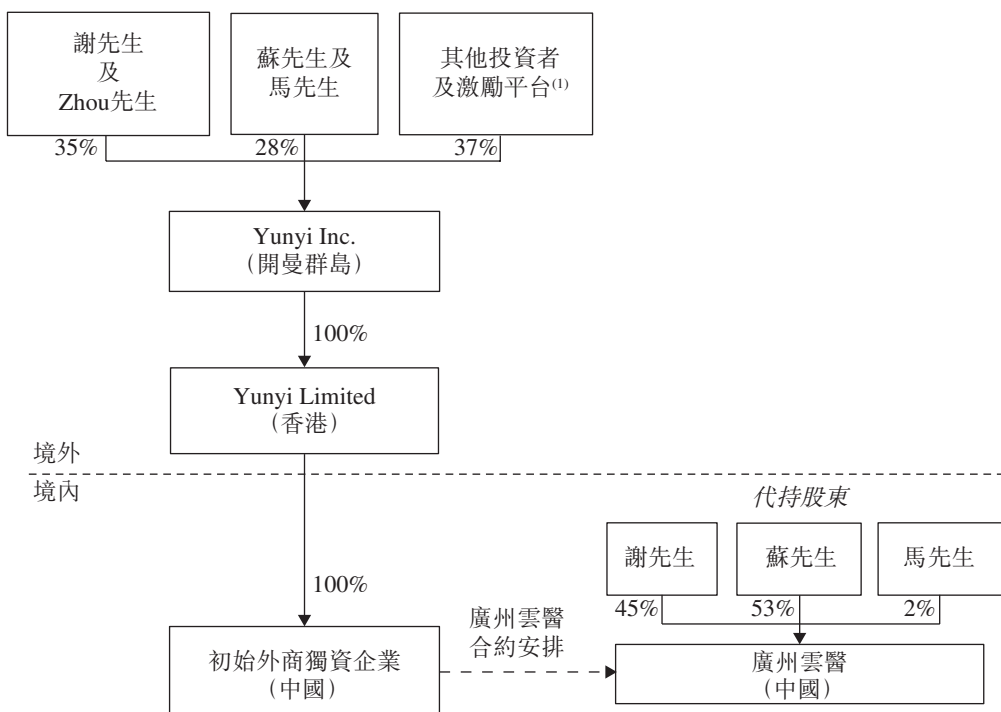 謝先生
及
Zhou先生
蘇先生及
馬先生
其他投資者
及激勵平台(1)
35%
28%
37%
Yunyi Inc.
（開曼群島）
100%
Yunyi Limited
（香港）
境外
境內
代持股東
謝先生
蘇先生
馬先生
100%
45%
53%
2%
廣州雲醫
合約安排
初始外商獨資企業
（中國）
廣州雲醫
（中國）